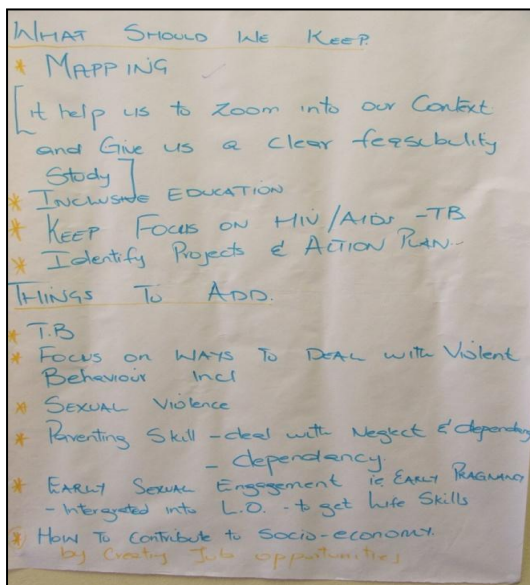 WHAT SHOULD WE KEEP.
* MAPPING
[it help us to Zoom into our Context
and Give us a clear feasibility
Study]
* INCLUSIVE EDUCATION
* KEEP FOCUS ON HIV/AIDS - TB
* Identify Projects & ACTION PLAN.
THINGS TO ADD.
* T.B
* FOCUS ON WAYS TO DEAL with Violent
Behaviour Incl
* SEXUAL Violence
* Parenting Skill - deal with Neglect & dependency
- dependancy.
* EARLY SEXUAL Engagement ie EARLY PRAGNANCY
- Intergrated into L.O. - to get Life Skills
* HOW TO Contribute to Socio-economy.
by Creating Job opportunities